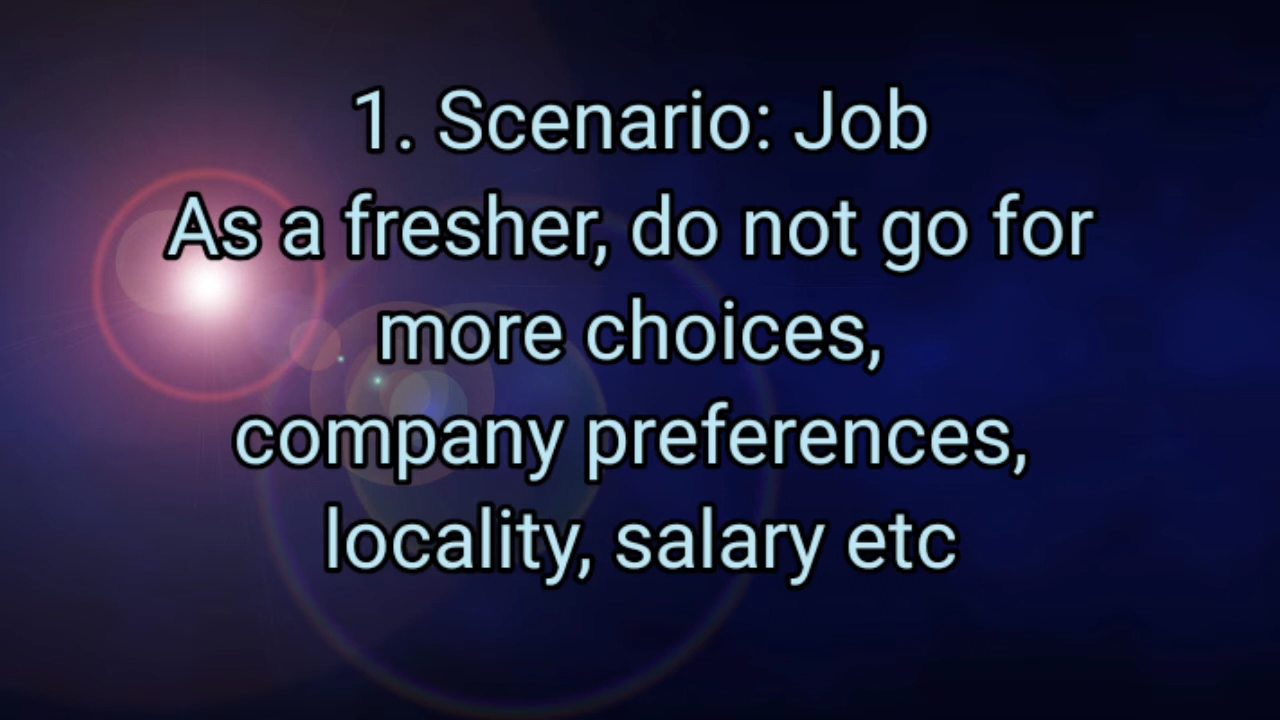 1. Scenario: Job
As a fresher, do not go for
more choices,
company preferences,
locality, salary etc